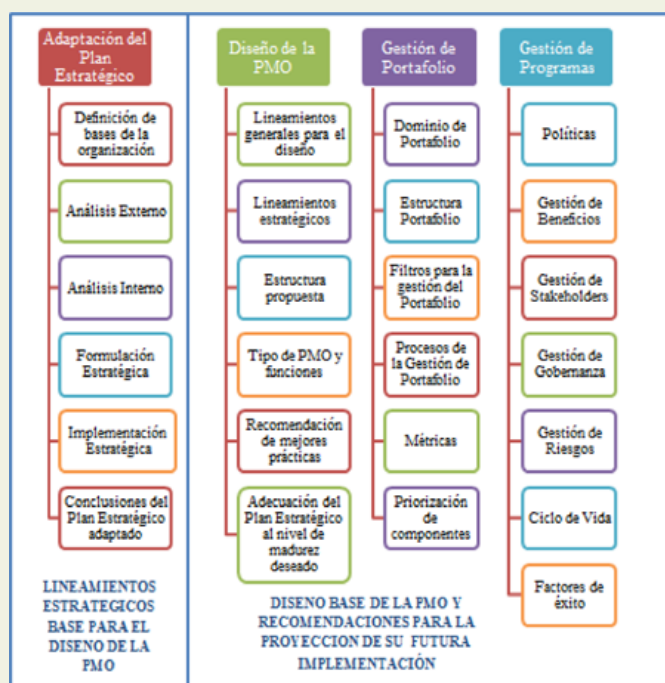 Adaptación del
Plan
Estratégico
Definición de
bases de la
organización
Análisis Externo
Análisis Interno
Formulación
Estratégica
Implementación
Estratégica
Conclusiones del
Plan Estratégico
adaptado
LINEAMIENTOS
ESTRATEGICOS
BASE PARA EL
DISENO DE LA
PMO
Diseño de la
PMO
Lineamientos
generales para el
diseño
Lineamientos
estratégicos
Estructura
propuesta
Tipo de PMO y
funciones
Recomendación
de mejores
prácticas
Adecuación del
Plan Estratégico
al nivel de
madurez
deseado
Gestión de
Portafolio
Dominio de
Portafolio
Estructura
Portafolio
Filtros para la
gestión del
Portafolio
Procesos de
la Gestión de
Portafolio
Métricas
Priorización
de
componentes
Gestión de
Programas
Políticas
Gestión de
Beneficios
Gestión de
Stakeholders
Gestión de
Gobernanza
Gestión de
Riesgos
Ciclo de Vida
Factores de
éxito
DISENO BASE DE LA PMO Y
RECOMENDACIONES PARA LA
PROYECCION DE SU FUTURA
IMPLEMENTACIÓN